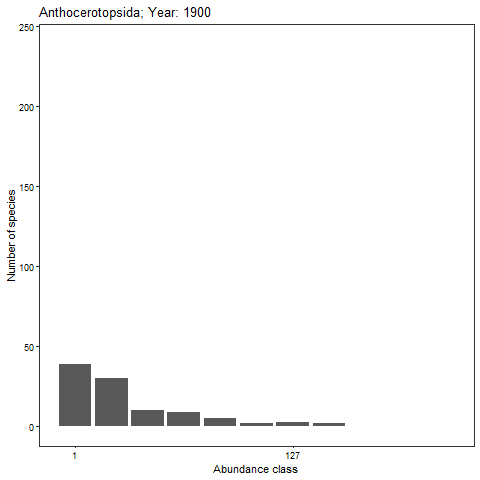 Anthocerotopsida; Year: 1900
250
200
150
100
50
0
Number of species
1 127
Abundance class